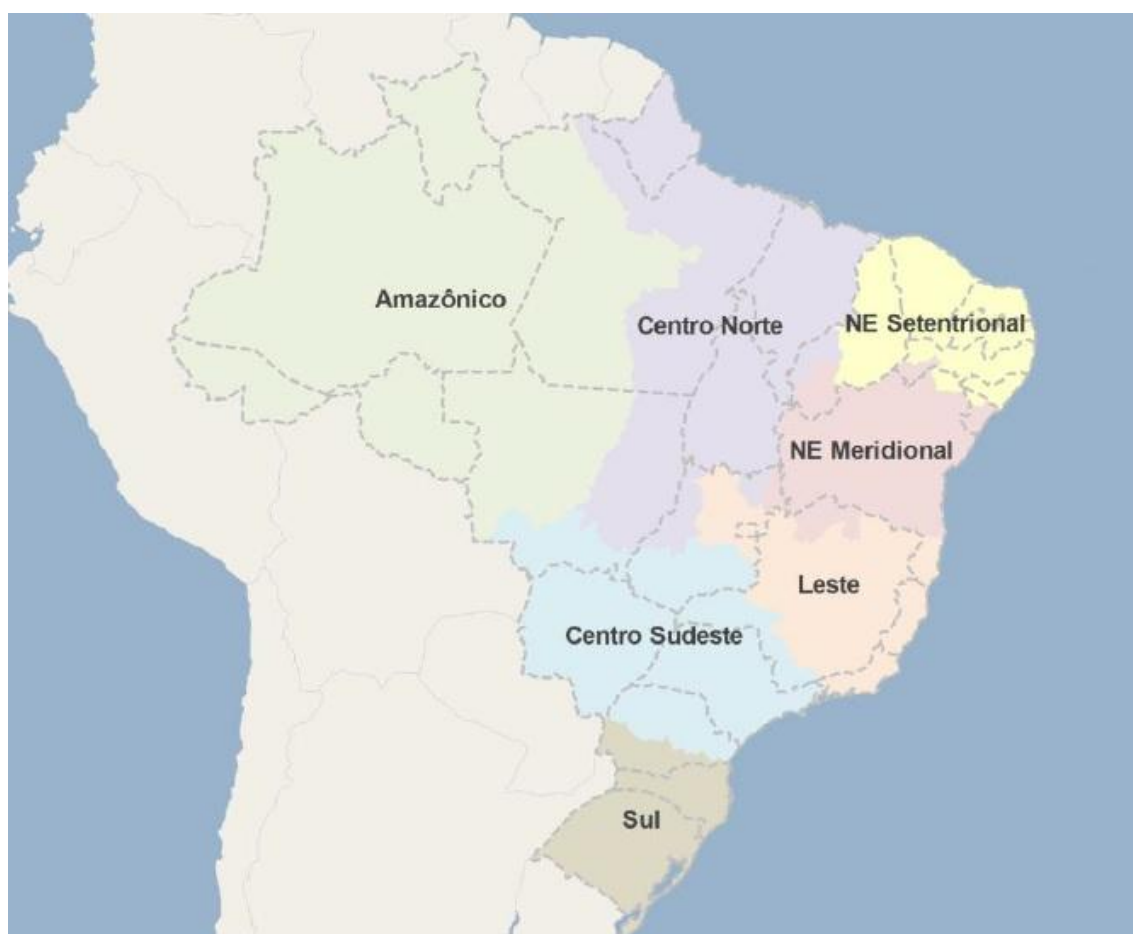 Amazônico
Centro Norte
NE Setentrional
NE Meridional
Leste
Centro Sudeste
Sul